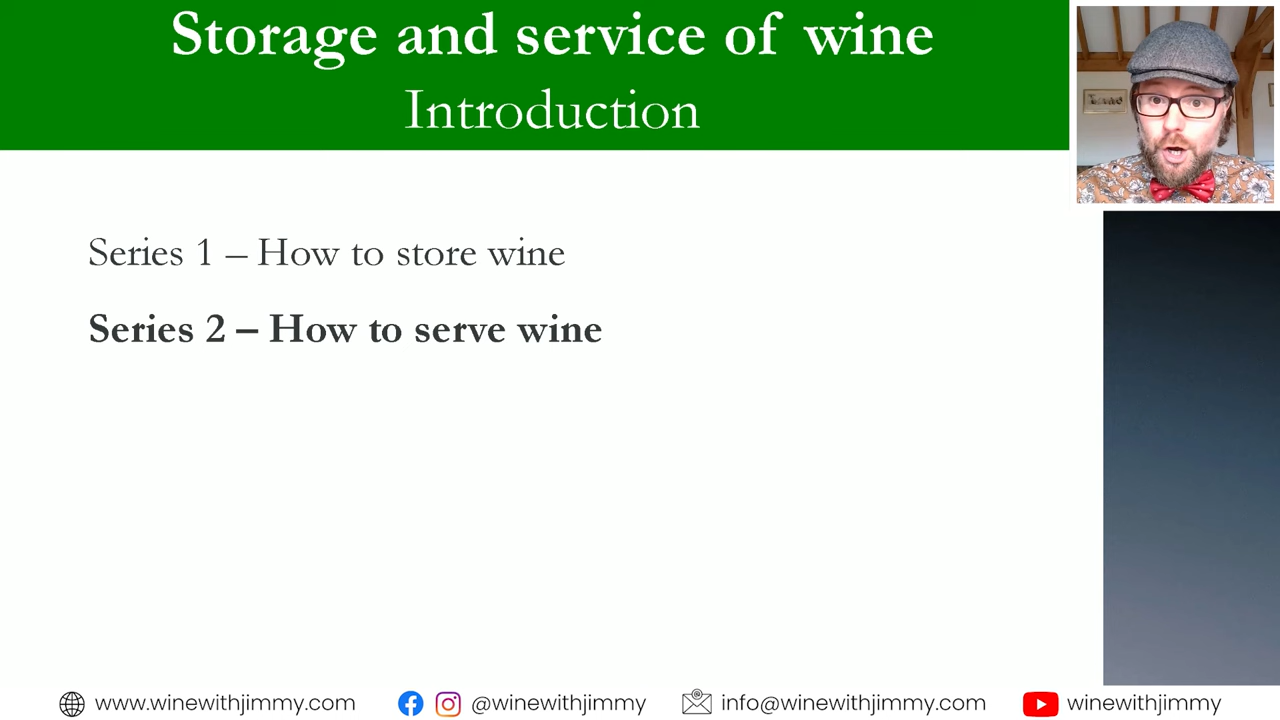 Storage and service of wine
Introduction
Series 1 – How to store wine
Series 2 – How to serve wine
www.winewithjimmy.com
@winewithjimmy
info@winewithjimmy.com
winewithjimmy